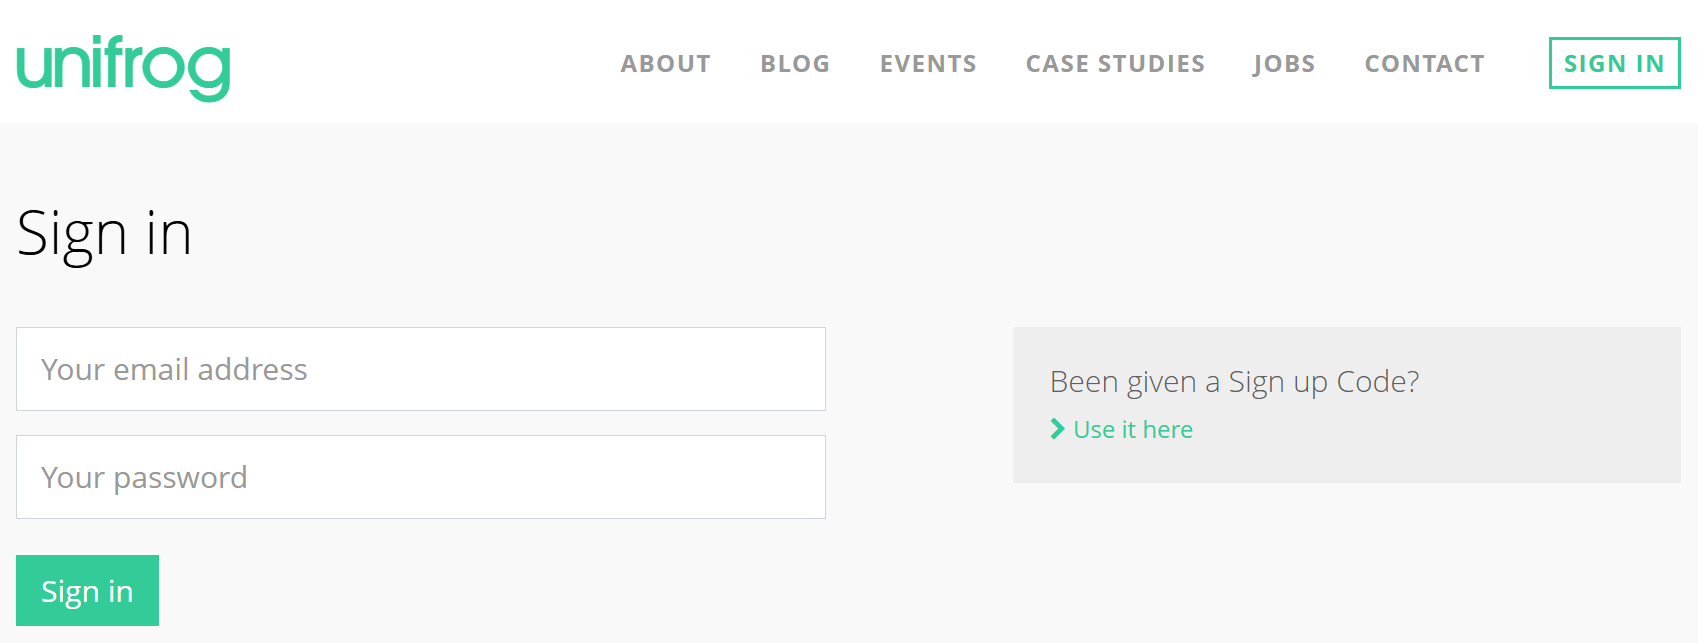 unifrog
ABOUT BLOG EVENTS CASE STUDIES JOBS CONTACT SIGN IN
Sign in
Your email address
Your password
Sign in
Been given a Sign up Code?
Use it here